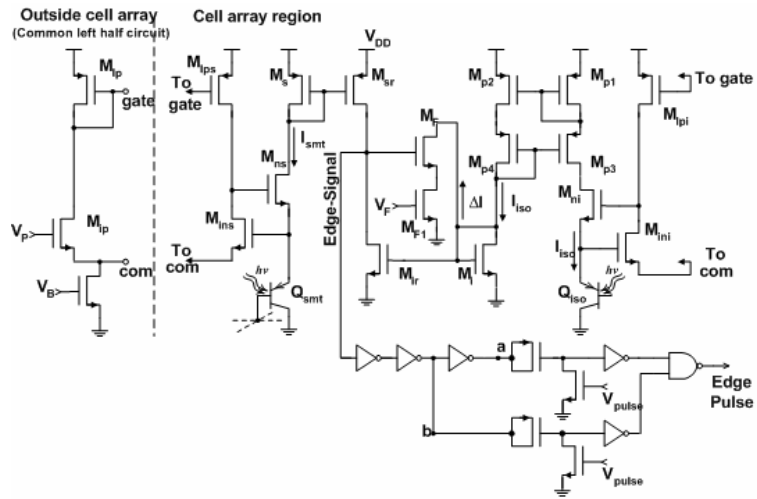 Outside cell array
(Common left half circuit)
Cell array region
VDD
MIp
gate
MIps
To gate
Ms
Msr
Mp2
Mp1
To gate
MIpi
Ismt
Mns
MF
Edge-Signal
Mp4
Mp3
VF
MF1
ΔI
Iiso
Mni
VP
MIp
Mins
MIni
com
To com
Iiso
To com
VB
hν
Qsmt
MIr
MI
hν
Qiso
a
b
Vpulse
Vpulse
Edge Pulse